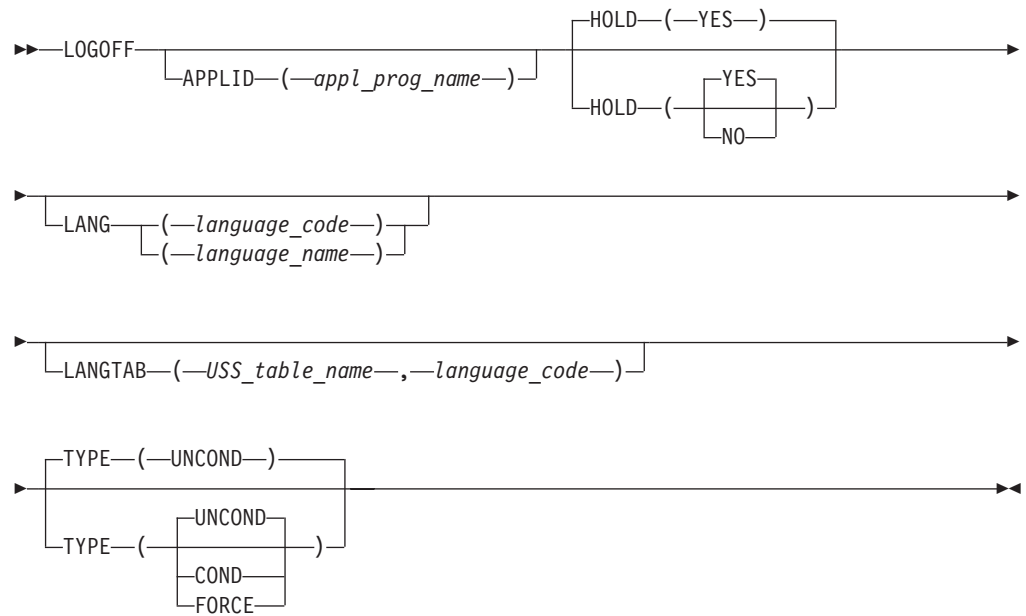 LOGOFF APPLID ( appl_prog_name ) HOLD ( YES )
HOLD ( YES )
NO
LANG ( language_code )
( language_name )
LANGTAB ( USS_table_name , language_code )
TYPE ( UNCOND )
TYPE ( UNCOND )
COND
FORCE